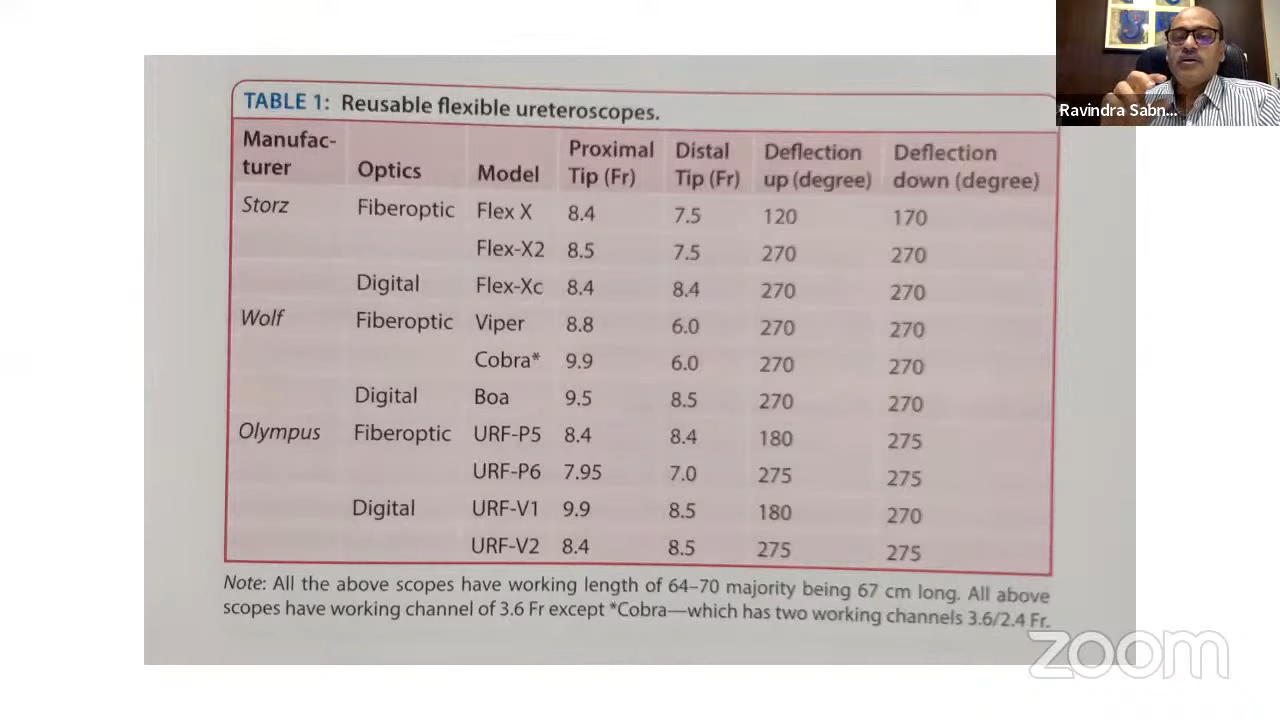 Ravindra Sabn...
TABLE 1: Reusable flexible ureteroscopes.
Manufac-turer Optics Model Proximal Tip (Fr) Distal Tip (Fr) Deflection up (degree) Deflection down (degree)
Storz Fiberoptic Flex X 8.4 7.5 120 170
Flex-X2 8.5 7.5 270 270
Digital Flex-Xc 8.4 8.4 270 270
Wolf Fiberoptic Viper 8.8 6.0 270 270
Cobra* 9.9 6.0 270 270
Digital Boa 9.5 8.5 270 270
Olympus Fiberoptic URF-P5 8.4 8.4 180 275
URF-P6 7.95 7.0 275 275
Digital URF-V1 9.9 8.5 180 270
URF-V2 8.4 8.5 275 275
Note: All the above scopes have working length of 64–70 majority being 67 cm long. All above
scopes have working channel of 3.6 Fr except *Cobra—which has two working channels 3.6/2.4 Fr.
zoom